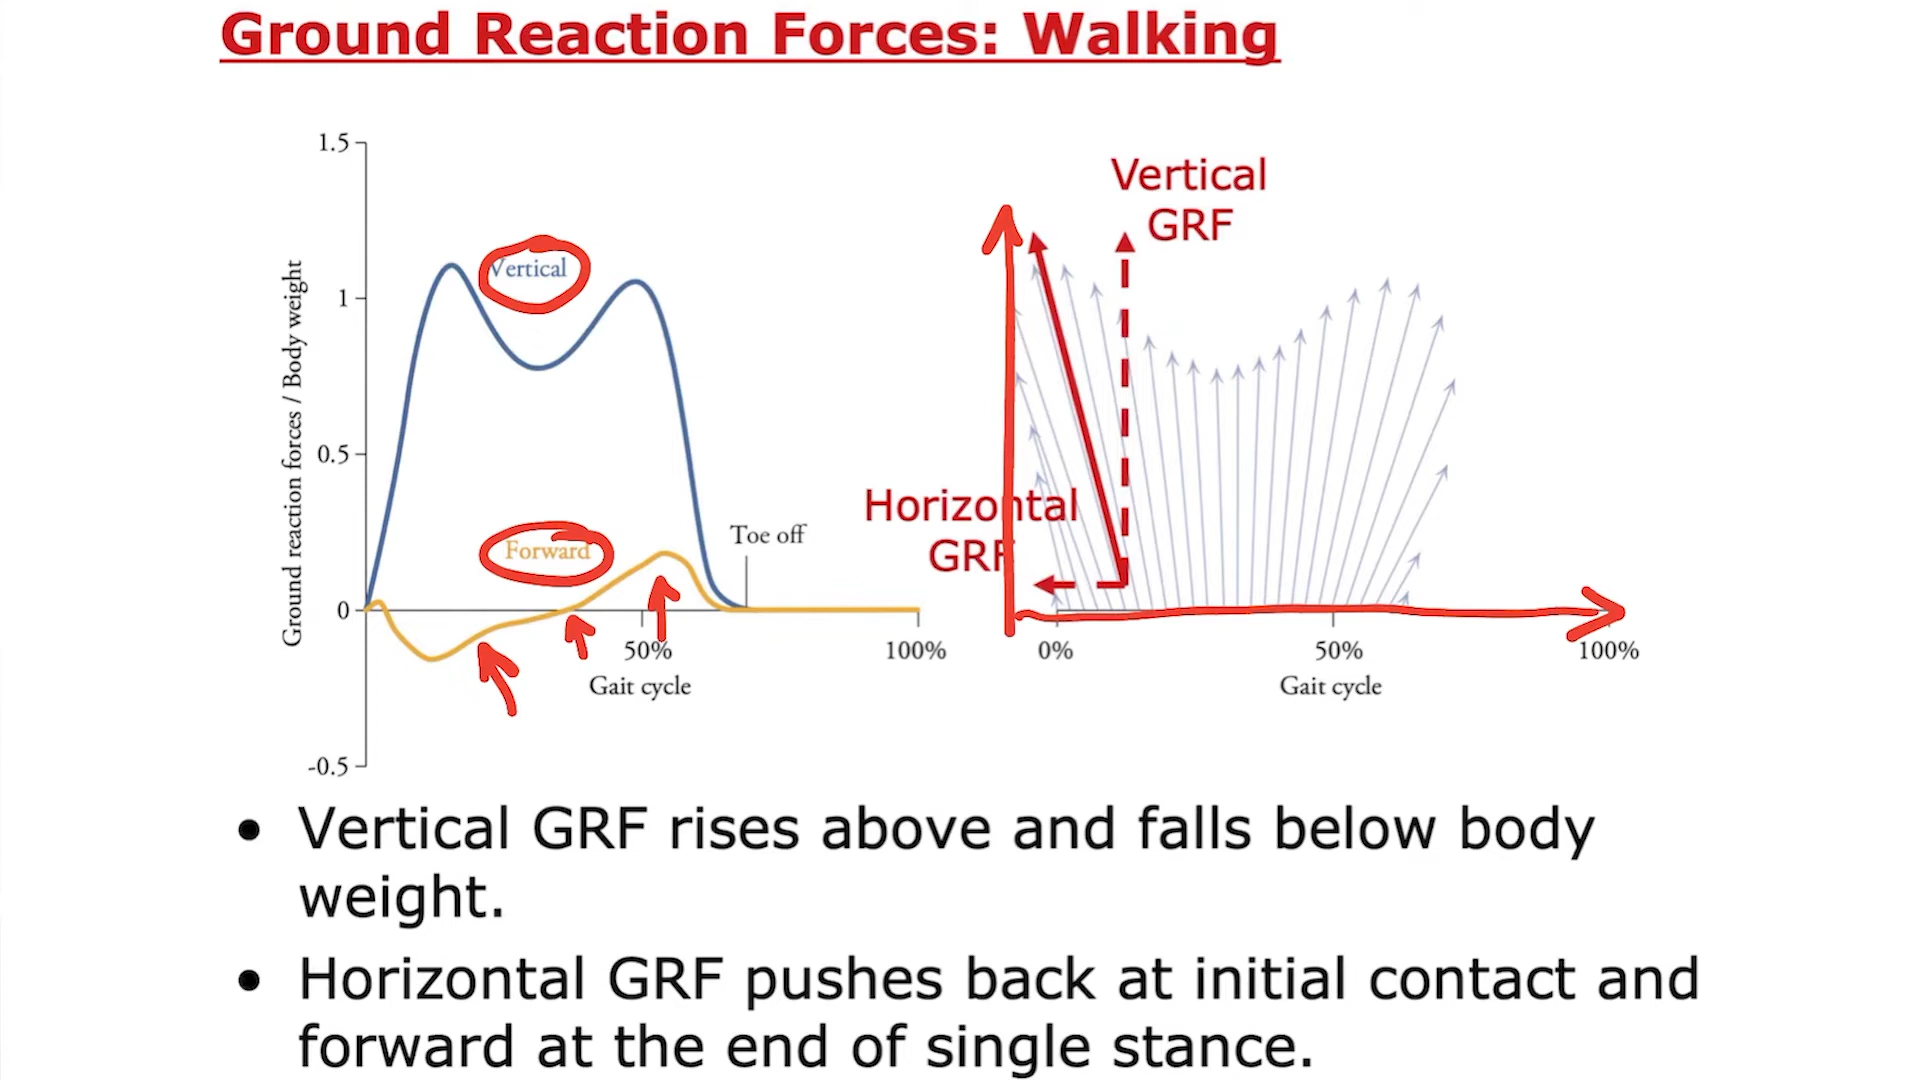 Ground Reaction Forces: Walking
Ground reaction forces / Body weight
1.5
1
0.5
0
-0.5
Vertical
Forward
Toe off
50%
100%
Gait cycle
Vertical
GRF
Horizontal
GRF
0%
50%
100%
Gait cycle
• Vertical GRF rises above and falls below body
weight.
• Horizontal GRF pushes back at initial contact and
forward at the end of single stance.